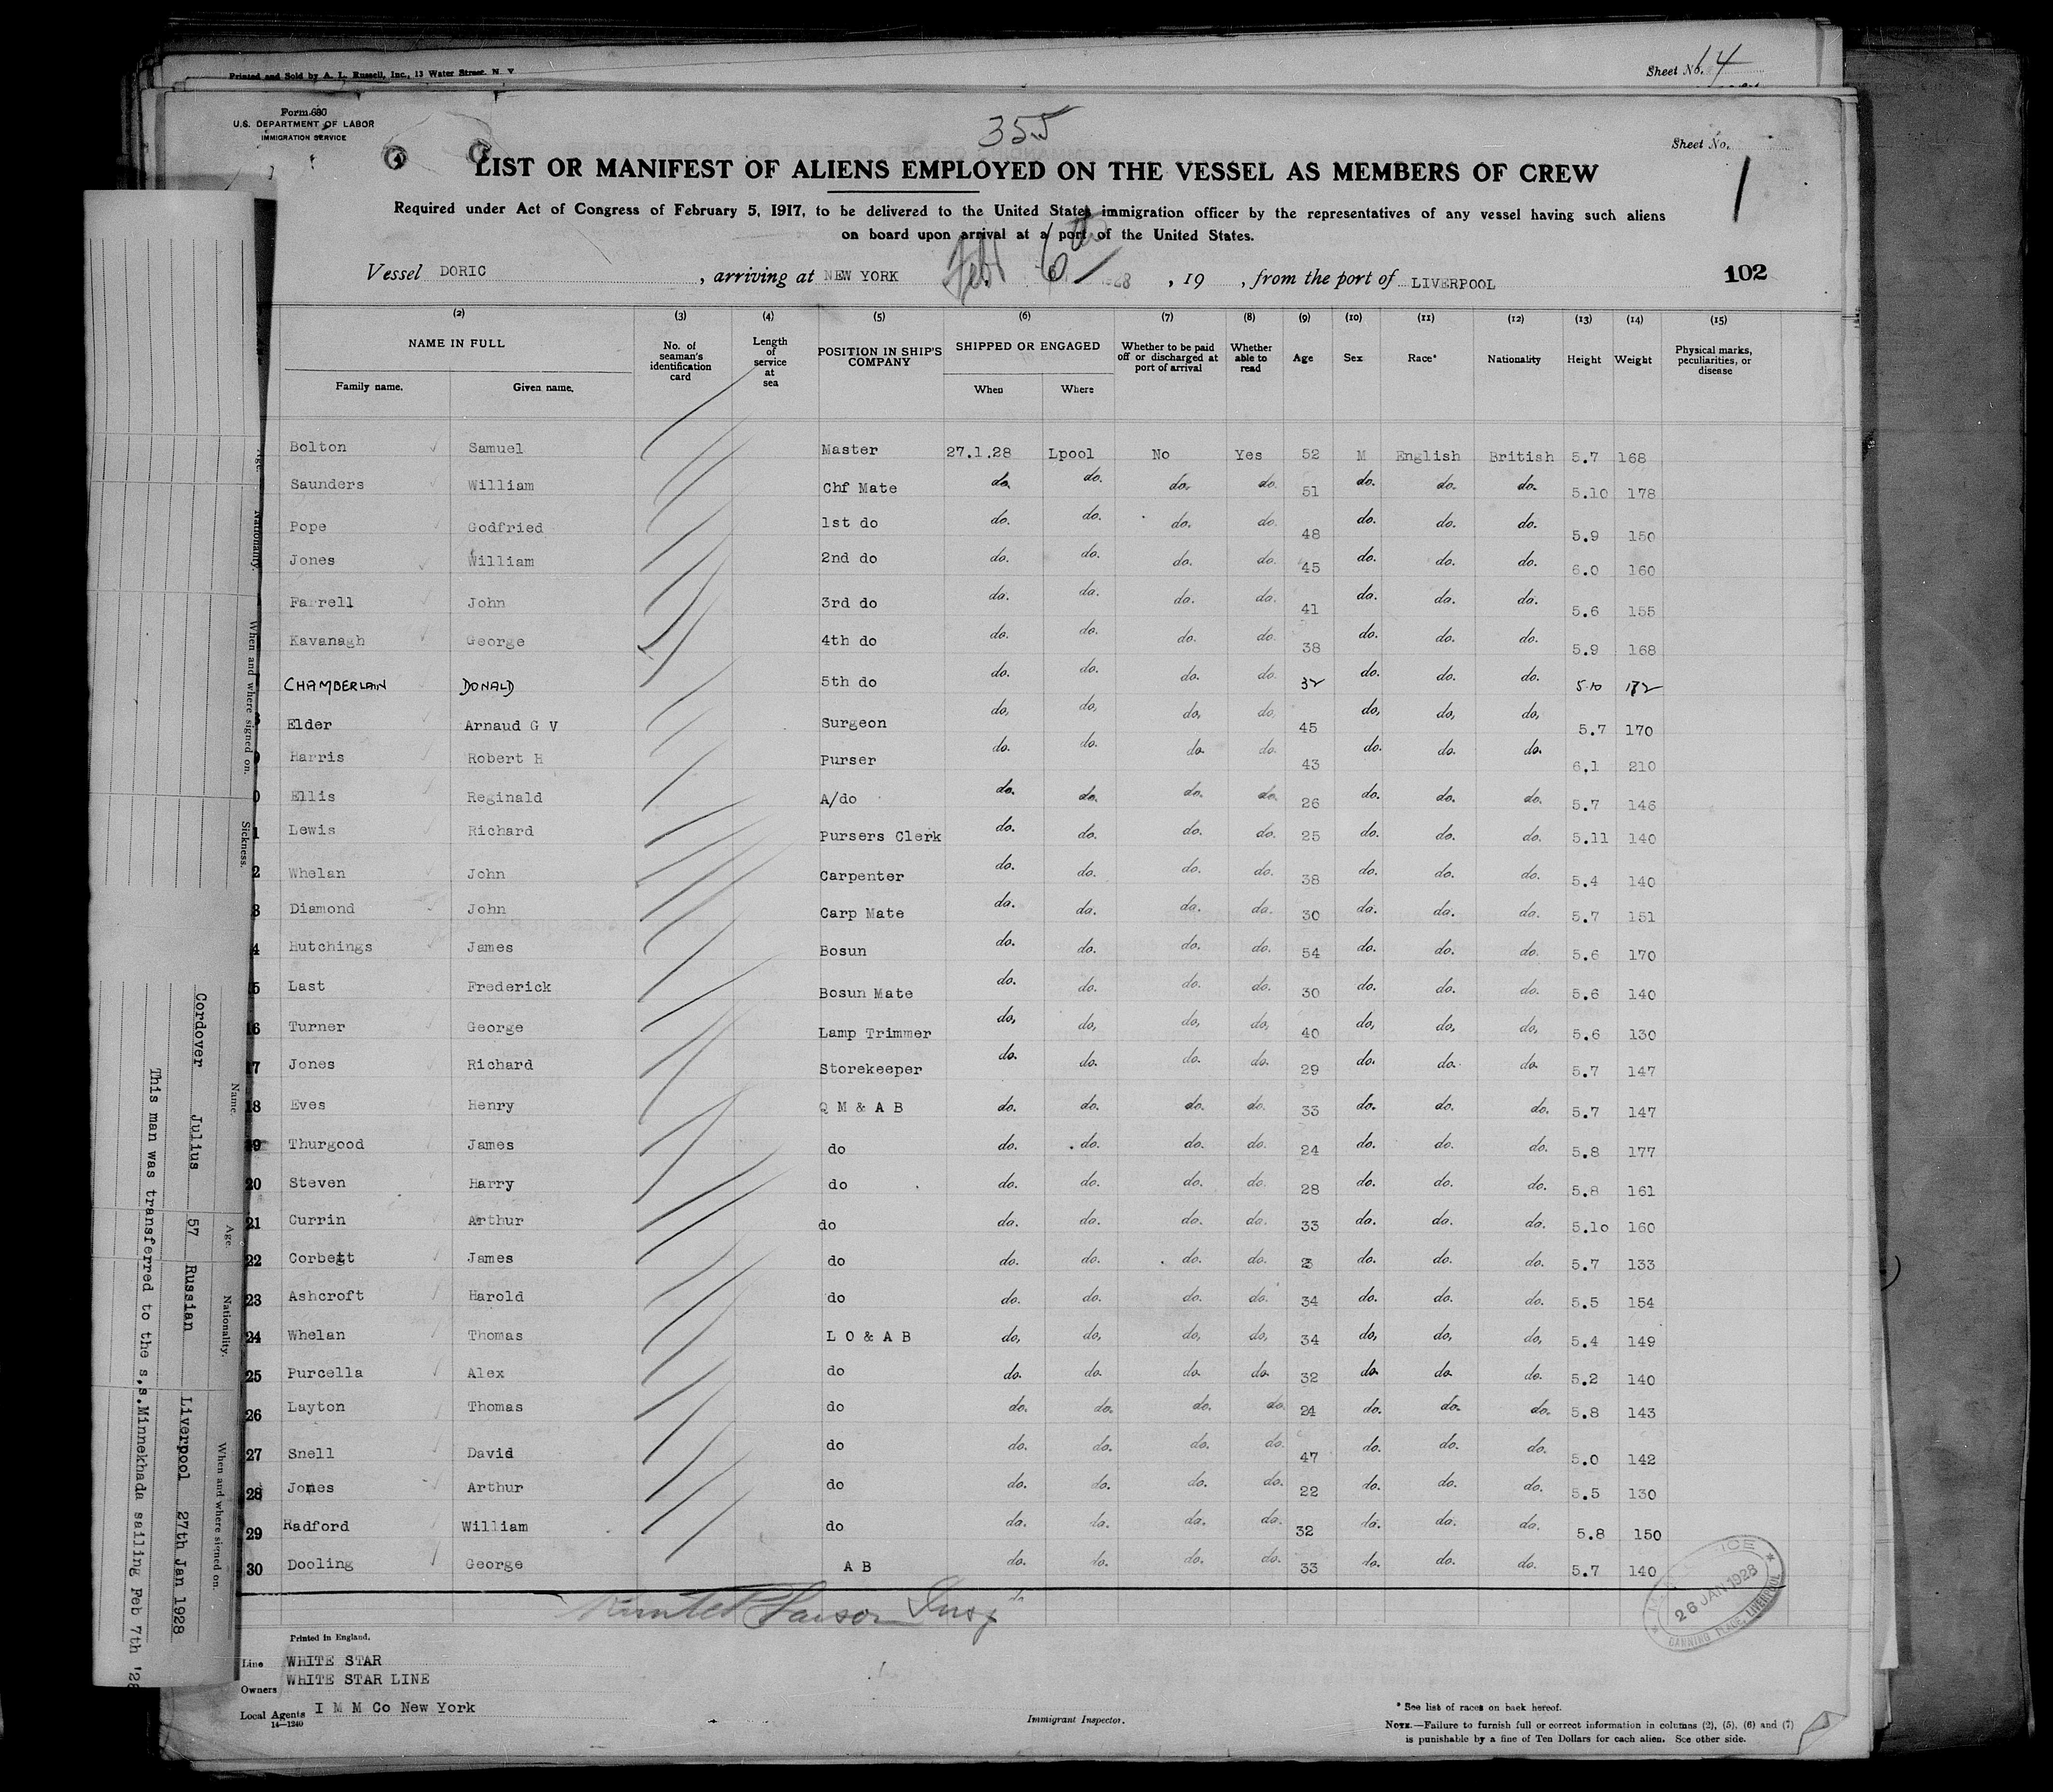 Printed and Sold by A. L. Russell, Inc., 13 Water Street. N. Y
Sheet No. 14
Form 680
U.S. DEPARTMENT OF LABOR
IMMIGRATION SERVICE
355
Sheet No. 1
LIST OR MANIFEST OF ALIENS EMPLOYED ON THE VESSEL AS MEMBERS OF CREW
Required under Act of Congress of February 5, 1917, to be delivered to the United States immigration officer by the representatives of any vessel having such aliens
on board upon arrival at a port of the United States.
Vessel DORIC, arriving at NEW YORK Feb 6th 1928, 19 , from the port of LIVERPOOL
102
(2) (3) (4) (5) (6) (7) (8) (9) (10) (11) (12) (13) (14) (15)
NAME IN FULL No. of seaman's identification card Length of service at sea POSITION IN SHIP'S COMPANY SHIPPED OR ENGAGED Whether to be paid off or discharged at port of arrival Whether able to read Age Sex Race* Nationality Height Weight Physical marks, peculiarities, or disease
Family name. Given name. When Where
Bolton Samuel Master 27.1.28 Lpool No Yes 52 M English British 5.7 168
Saunders William Chf Mate do. do. do. do. 51 do. do. do. 5.10 178
Pope Godfried 1st do do. do. do. do. 48 do. do. do. 5.9 150
Jones William 2nd do do. do. do. do. 45 do. do. do. 6.0 160
Farrell John 3rd do do. do. do. do. 41 do. do. do. 5.6 155
Kavanagh George 4th do do. do. do. do. 38 do. do. do. 5.9 168
CHAMBERLAIN DONALD 5th do do. do. do. do. 32 do. do. do. 5.10 172
Elder Arnaud G V Surgeon do. do. do. do. 45 do. do. do. 5.7 170
9 Harris Robert H Purser do. do. do. do. 43 do. do. do. 6.1 210
0 Ellis Reginald A/do do. do. do. do. 26 do. do. do. 5.7 146
1 Lewis Richard Pursers Clerk do. do. do. do. 25 do. do. do. 5.11 140
2 Whelan John Carpenter do. do. do. do. 38 do. do. do. 5.4 140
3 Diamond John Carp Mate do. do. do. do. 30 do. do. do. 5.7 151
4 Hutchings James Bosun do. do. do. do. 54 do. do. do. 5.6 170
5 Last Frederick Bosun Mate do. do. do. do. 30 do. do. do. 5.6 140
16 Turner George Lamp Trimmer do. do. do. do. 40 do. do. do. 5.6 130
17 Jones Richard Storekeeper do. do. do. do. 29 do. do. do. 5.7 147
18 Eves Henry Q M & A B do. do. do. do. 33 do. do. do. 5.7 147
19 Thurgood James do do. do. do. do. 24 do. do. do. 5.8 177
20 Steven Harry do do. do. do. do. 28 do. do. do. 5.8 161
21 Currin Arthur do do. do. do. do. 33 do. do. do. 5.10 160
22 Corbett James do do. do. do. do. do. do. do. 5.7 133
23 Ashcroft Harold do do. do. do. do. 34 do. do. do. 5.5 154
24 Whelan Thomas L O & A B do. do. do. do. 34 do. do. do. 5.4 149
25 Purcella Alex do do. do. do. do. 32 do. do. do. 5.2 140
26 Layton Thomas do do. do. do. do. 24 do. do. do. 5.8 143
27 Snell David do do. do. do. do. 47 do. do. do. 5.0 142
28 Jones Arthur do do. do. do. do. 22 do. do. do. 5.5 130
29 Radford William do do. do. do. do. 32 do. do. do. 5.8 150
30 Dooling George A B do. do. do. do. 33 do. do. do. 5.7 140
Insp
26 JAN 1928
CANNING PLACE, LIVERPOOL
Printed in England.
Line WHITE STAR
Owners WHITE STAR LINE
Local Agents I M M Co New York
14—1240
Immigrant Inspector.
* See list of races on back hereof.
NOTE.—Failure to furnish full or correct information in columns (2), (5), (6) and (7)
is punishable by a fine of Ten Dollars for each alien. See other side.
Age. Nationality. When and where signed on. Sickness.
Name. Age. Nationality. When and where signed on.
Cordover Julius 57 Russian Liverpool 27th Jan 1928
This man was transferred to the s.s.Minnekhada sailing Feb 7th '28